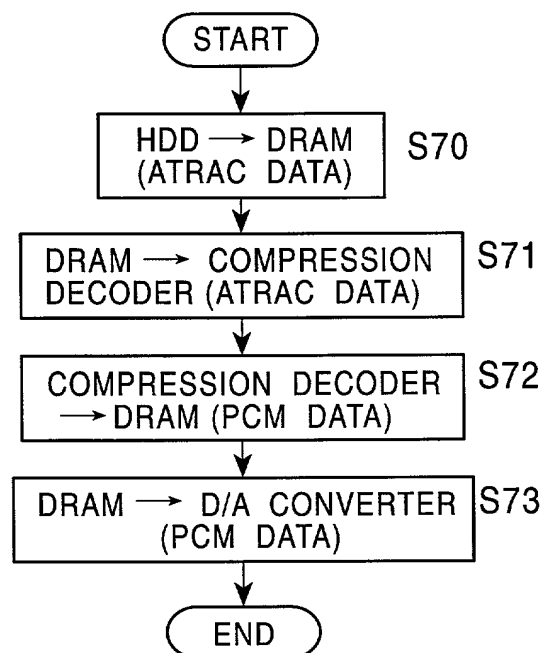 START
HDD → DRAM
(ATRAC DATA)
S70
DRAM → COMPRESSION
DECODER (ATRAC DATA)
S71
COMPRESSION DECODER
→ DRAM (PCM DATA)
S72
DRAM → D/A CONVERTER
(PCM DATA)
S73
END